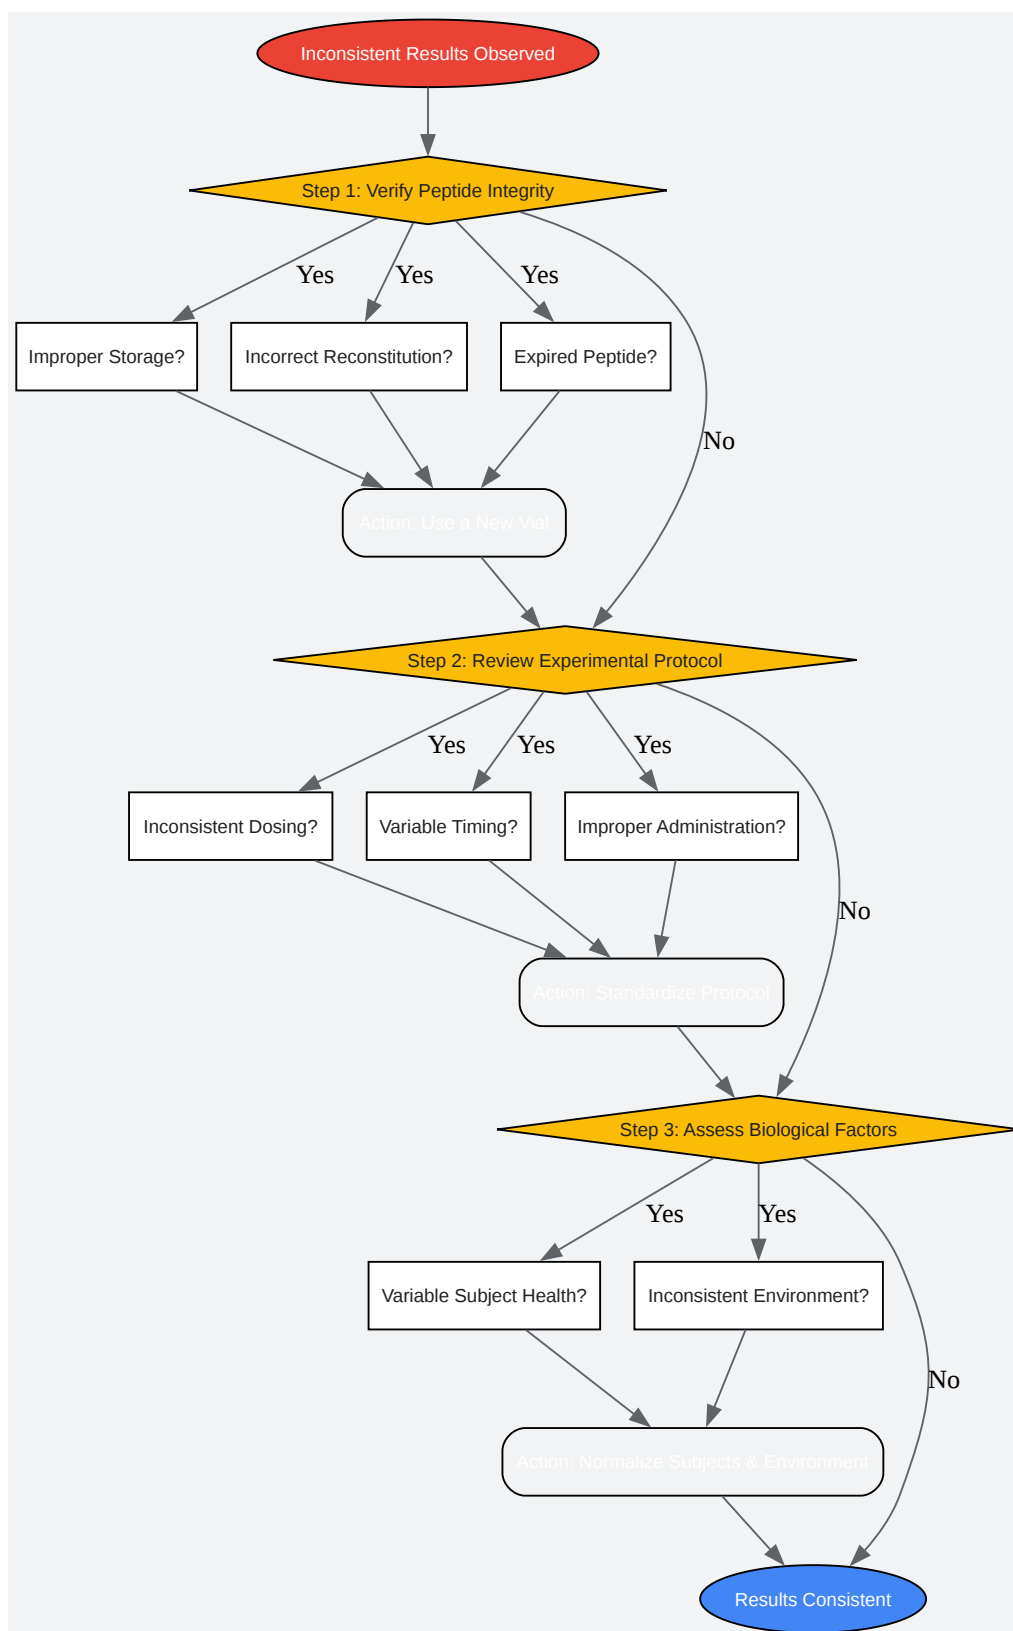 Inconsistent Results Observed
Step 1: Verify Peptide Integrity
Yes
Yes
Yes
Improper Storage?
Incorrect Reconstitution?
Expired Peptide?
No
Action: Use a New Vial
Step 2: Review Experimental Protocol
Yes
Yes
Yes
Inconsistent Dosing?
Variable Timing?
Improper Administration?
No
Action: Standardize Protocol
Step 3: Assess Biological Factors
Yes
Yes
Variable Subject Health?
Inconsistent Environment?
No
Action: Normalize Subjects & Environment
Results Consistent